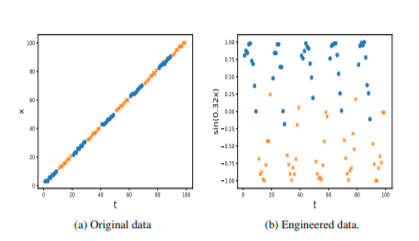 100
80
60
40
20
0
x
0 20 40 60 80 100
t
(a) Original data
1.00
0.75
0.50
0.25
0.00
−0.25
−0.50
−0.75
−1.00
sin(0.32x)
0 20 40 60 80 100
t
(b) Engineered data.